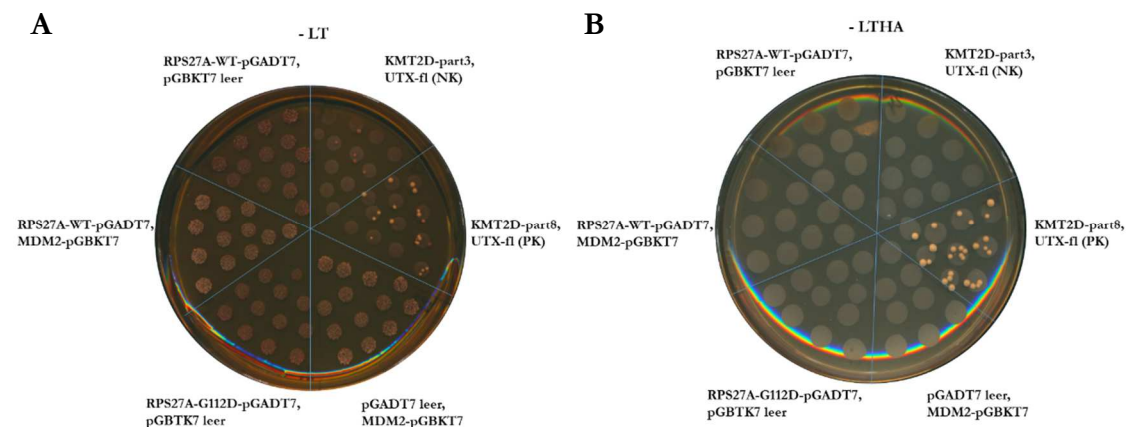 A
- LT
RPS27A-WT-pGADT7,
pGBKT7 leer
KMT2D-part3,
UTX-fl (NK)
RPS27A-WT-pGADT7,
MDM2-pGBKT7
KMT2D-part8,
UTX-fl (PK)
RPS27A-G112D-pGADT7,
pGBTK7 leer
pGADT7 leer,
MDM2-pGBKT7
B
- LTHA
RPS27A-WT-pGADT7,
pGBKT7 leer
KMT2D-part3,
UTX-fl (NK)
RPS27A-WT-pGADT7,
MDM2-pGBKT7
KMT2D-part8,
UTX-fl (PK)
RPS27A-G112D-pGADT7,
pGBTK7 leer
pGADT7 leer,
MDM2-pGBKT7